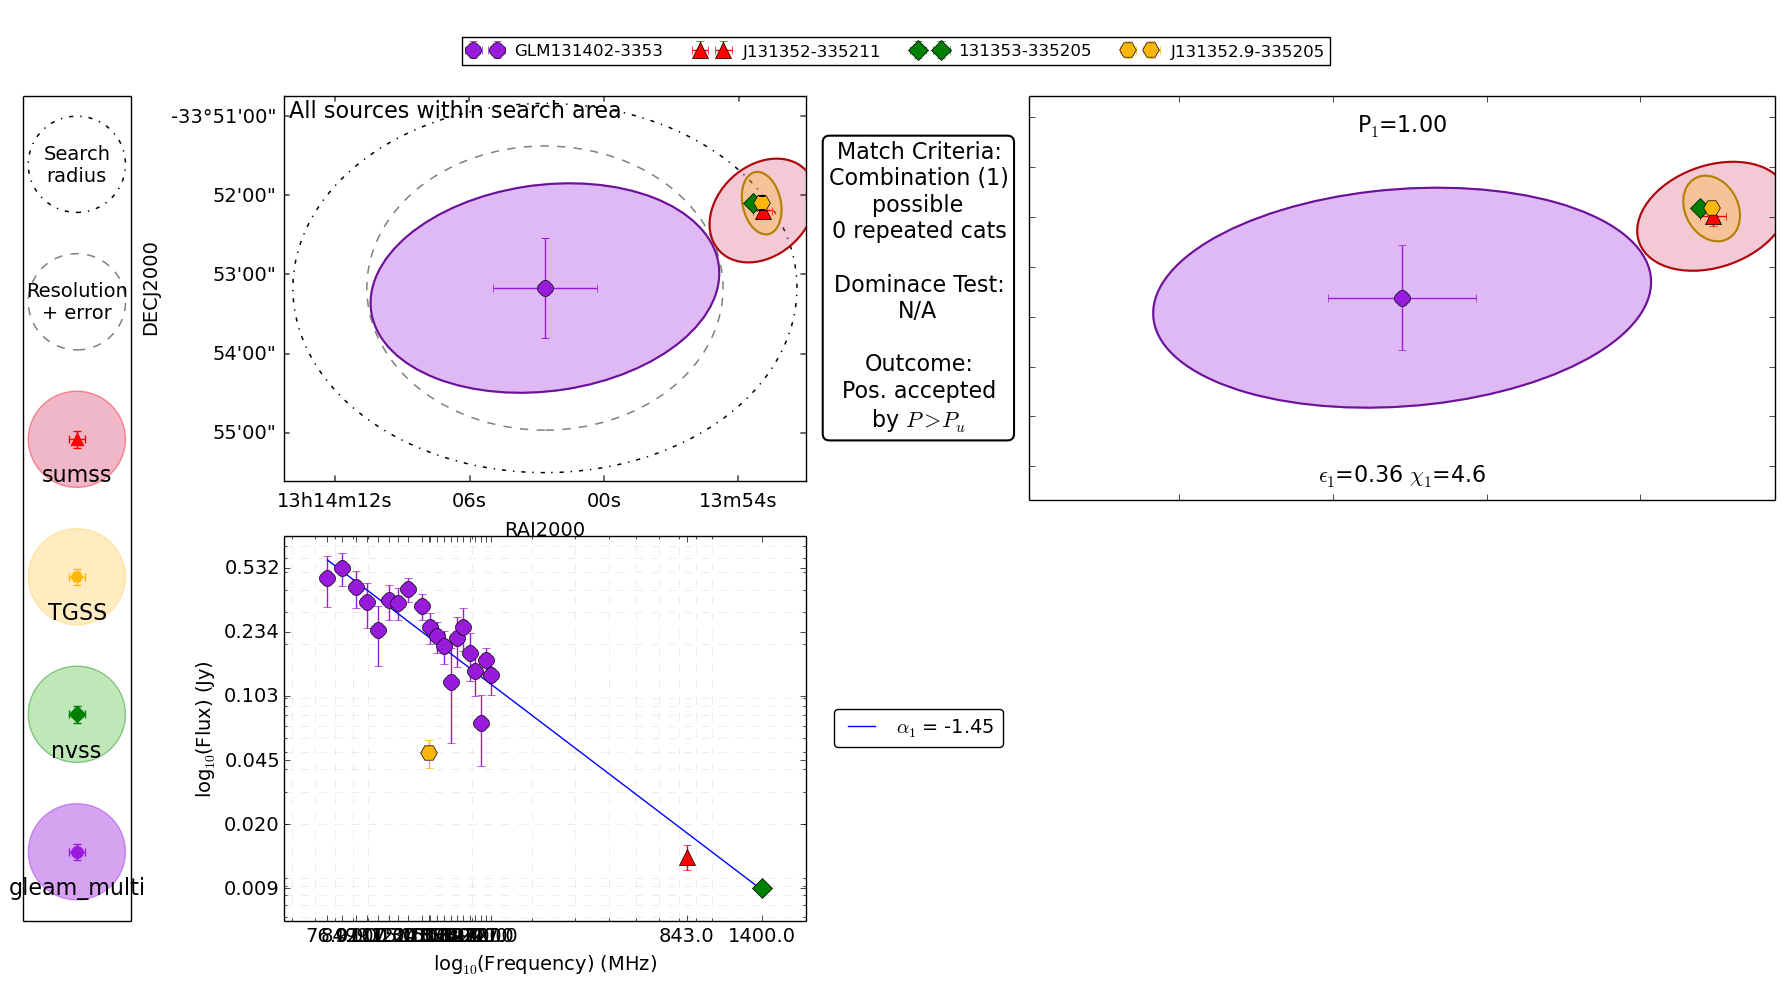 GLM131402-3353 J131352-335211 131353-335205 J131352.9-335205
Search
radius
Resolution
+ error
sumss
TGSS
nvss
gleam_multi
All sources within search area
-33°51'00"
52'00"
53'00"
54'00"
55'00"
DECJ2000
13h14m12s 06s 00s 13m54s
RAJ2000
Match Criteria:
Combination (1)
possible
0 repeated cats
Dominace Test:
N/A
Outcome:
Pos. accepted
by P>Pu
P1=1.00
ϵ1=0.36 χ1=4.6
0.532
0.234
0.103
0.045
0.020
0.009
log10(Flux) (Jy)
843.0 1400.0
log10(Frequency) (MHz)
α1 = -1.45